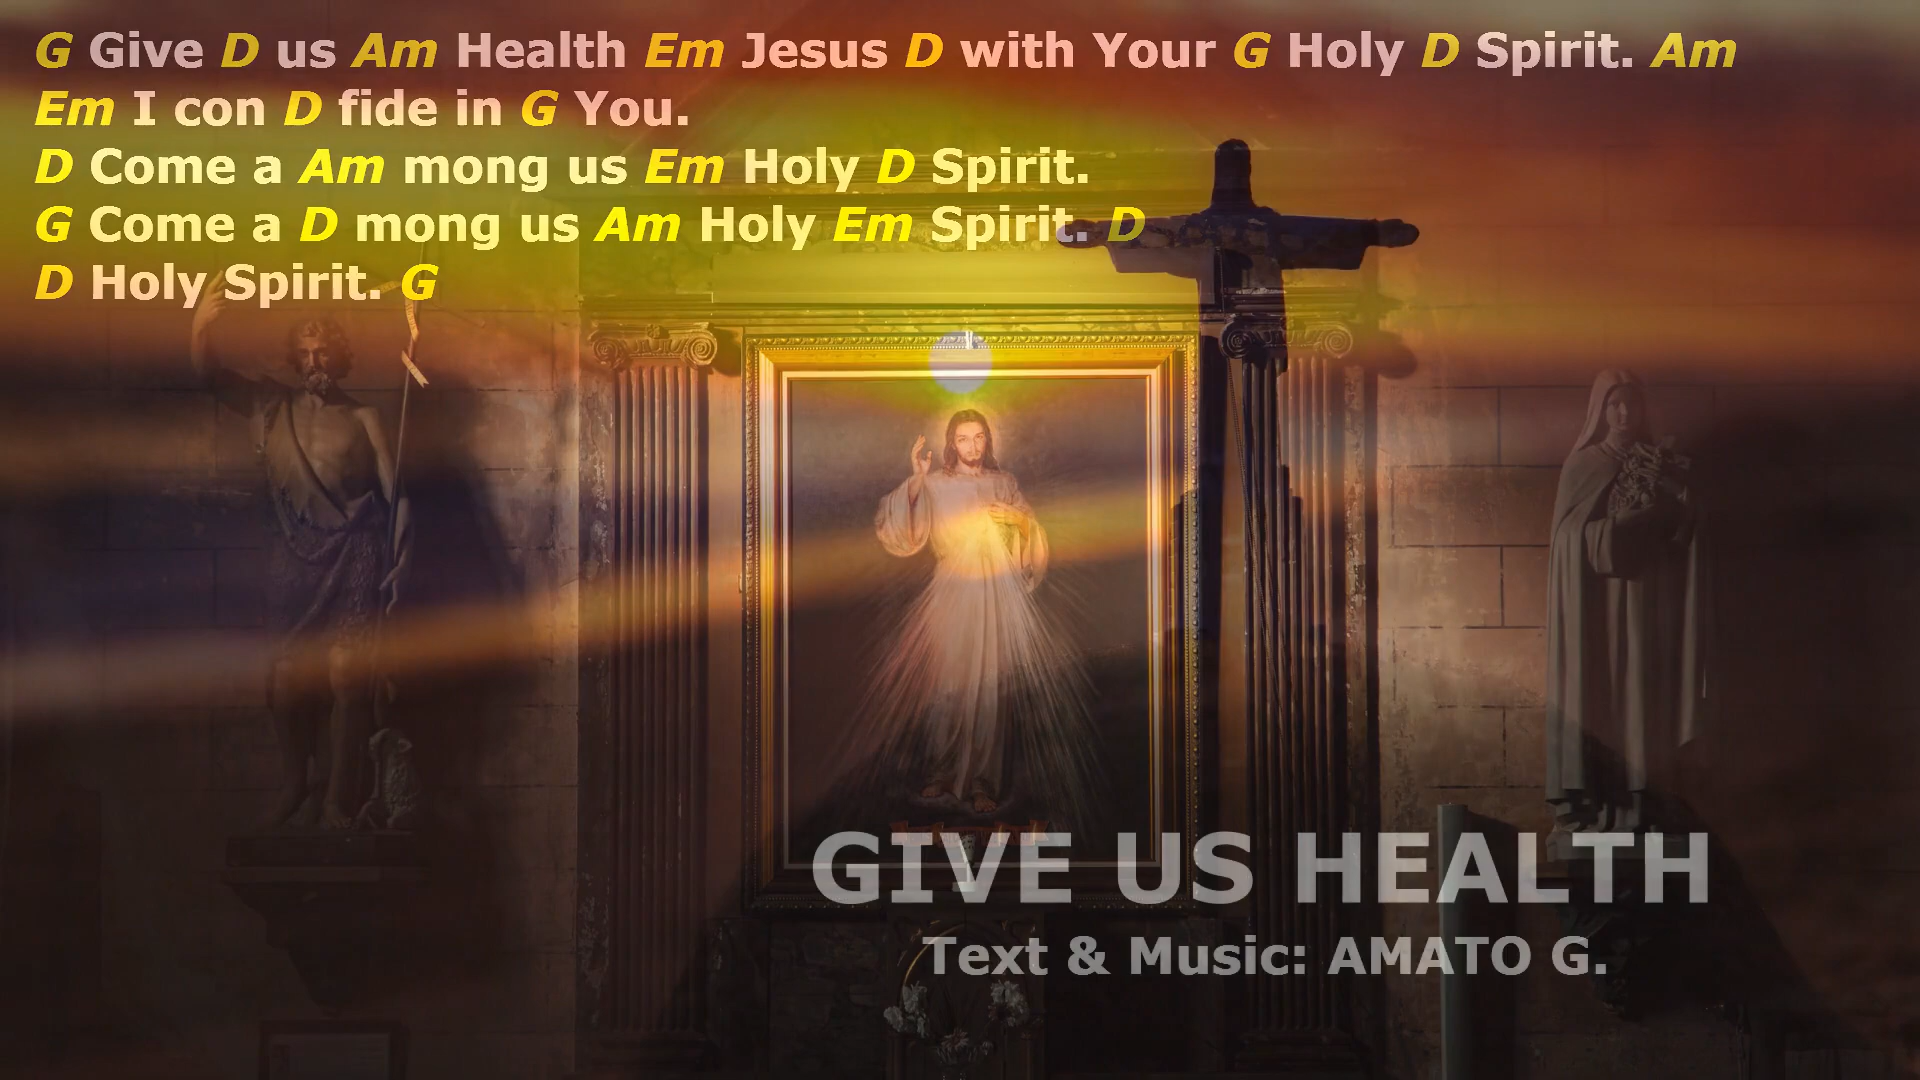 G Give D us Am Health Em Jesus D with Your G Holy D Spirit. Am
Em I con D fide in G You.
D Come a Am mong us Em Holy D Spirit.
G Come a D mong us Am Holy Em Spirit. D
D Holy Spirit. G
GIVE US HEALTH
Text & Music: AMATO G.